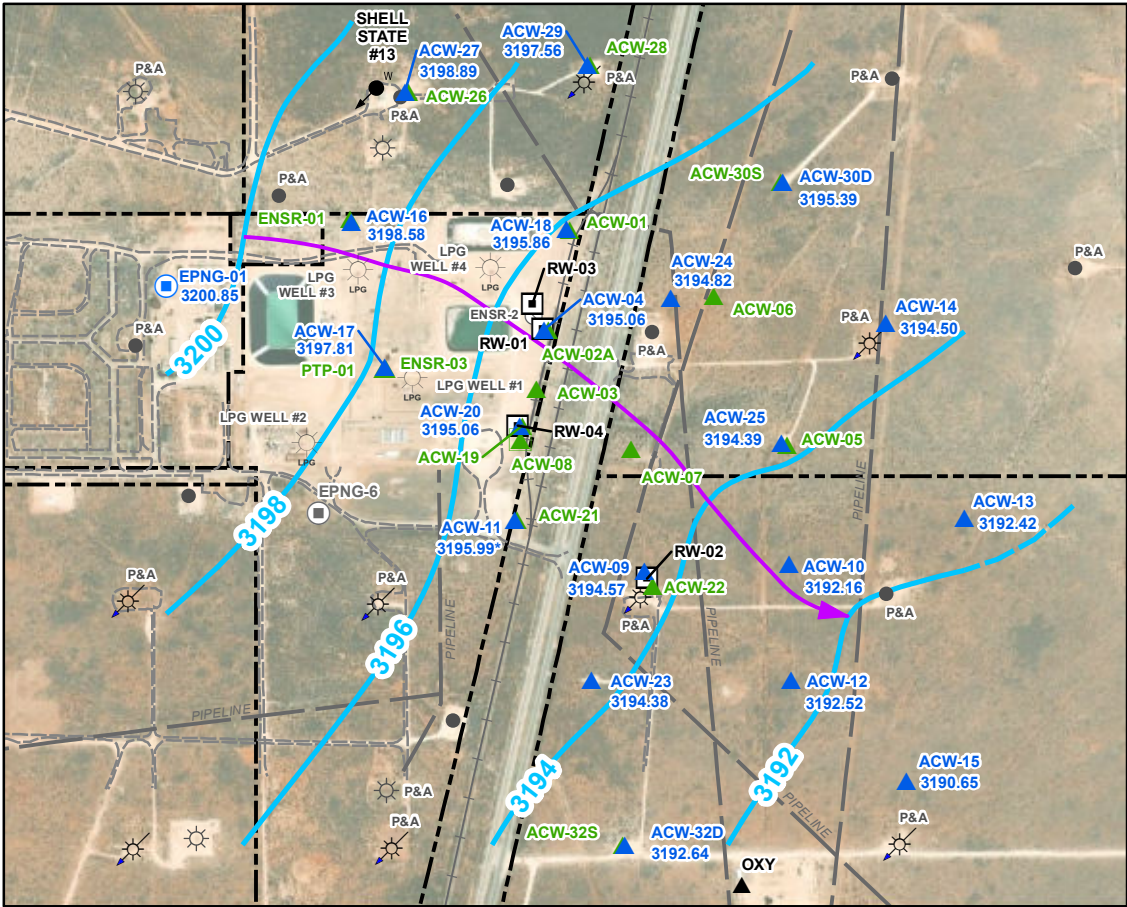 SHELL
STATE
#13
W
P&A
ACW-27
3198.89
ACW-26
P&A
ACW-29
3197.56
ACW-28
P&A
P&A
P&A
ACW-30S
ACW-30D
3195.39
ENSR-01
ACW-16
3198.58
ACW-18
3195.86
ACW-01
LPG
WELL #4
LPG
WELL #3
LPG
LPG
RW-03
ACW-24
3194.82
ACW-06
EPNG-01
3200.85
ENSR-2
ACW-04
3195.06
RW-01
ACW-02A
P&A
P&A
ACW-14
3194.50
P&A
3200
ACW-17
3197.81
PTP-01
ENSR-03
LPG
LPG WELL #1
ACW-03
LPG WELL #2
LPG
ACW-20
3195.06
RW-04
ACW-19
ACW-08
ACW-25
3194.39
ACW-05
ACW-07
EPNG-6
3198
ACW-11
3195.99*
ACW-21
PIPELINE
ACW-13
3192.42
RW-02
ACW-09
3194.57
ACW-22
P&A
ACW-10
3192.16
P&A
P&A
P&A
PIPELINE
PIPELINE
3196
ACW-23
3194.38
ACW-12
3192.52
PIPELINE
3194
3192
ACW-15
3190.65
PIPELINE
P&A
P&A
P&A
ACW-32S
ACW-32D
3192.64
OXY